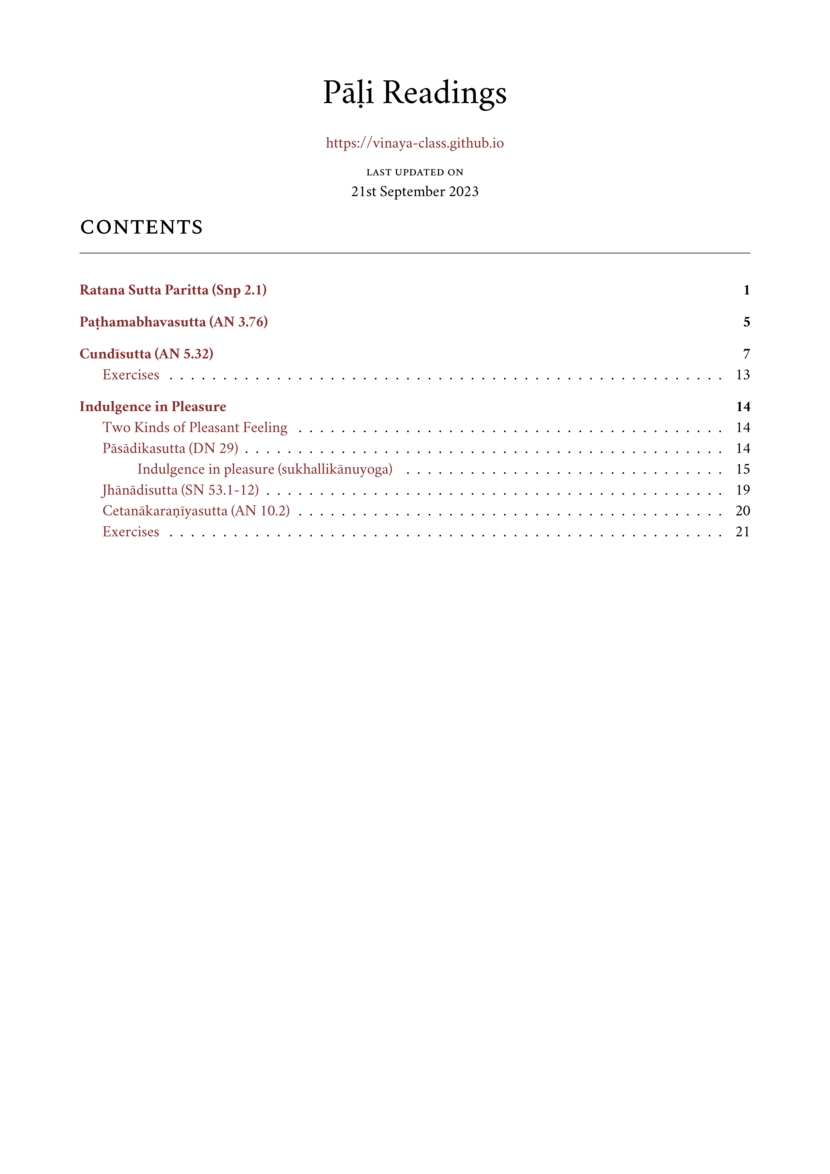 Pāḷi Readings
https://vinaya-class.github.io
LAST UPDATED ON
21st September 2023
CONTENTS
Ratana Sutta Paritta (Snp 2.1) 1
Paṭhamabhavasutta (AN 3.76) 5
Cundīsutta (AN 5.32) 7
Exercises . . . . . . . . . . . . . . . . . . . . . . . . . . . . . . . . . . . . . . . . . . . . . . . . . . . . 13
Indulgence in Pleasure 14
Two Kinds of Pleasant Feeling . . . . . . . . . . . . . . . . . . . . . . . . . . . . . . . . . . . . . . . . 14
Pāsādikasutta (DN 29) . . . . . . . . . . . . . . . . . . . . . . . . . . . . . . . . . . . . . . . . . . . . . 14
Indulgence in pleasure (sukhallikānuyoga) . . . . . . . . . . . . . . . . . . . . . . . . . . . . . . 15
Jhānādisutta (SN 53.1-12) . . . . . . . . . . . . . . . . . . . . . . . . . . . . . . . . . . . . . . . . . . . 19
Cetanākaraṇīyasutta (AN 10.2) . . . . . . . . . . . . . . . . . . . . . . . . . . . . . . . . . . . . . . . . 20
Exercises . . . . . . . . . . . . . . . . . . . . . . . . . . . . . . . . . . . . . . . . . . . . . . . . . . . . 21